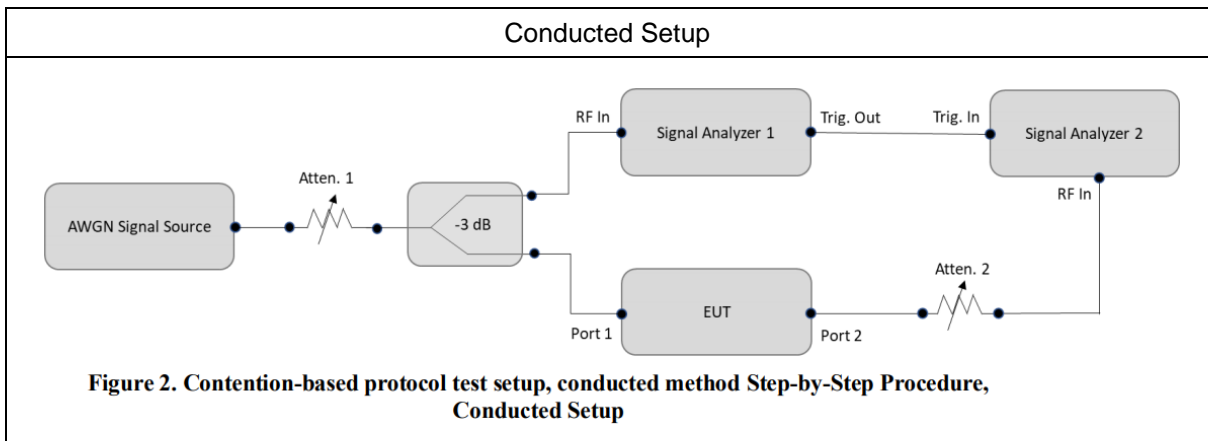 Conducted Setup
RF In
Signal Analyzer 1
Trig. Out
Trig. In
Signal Analyzer 2
RF In
Atten. 1
AWGN Signal Source
-3 dB
Atten. 2
EUT
Port 1
Port 2
Figure 2. Contention-based protocol test setup, conducted method Step-by-Step Procedure,
Conducted Setup